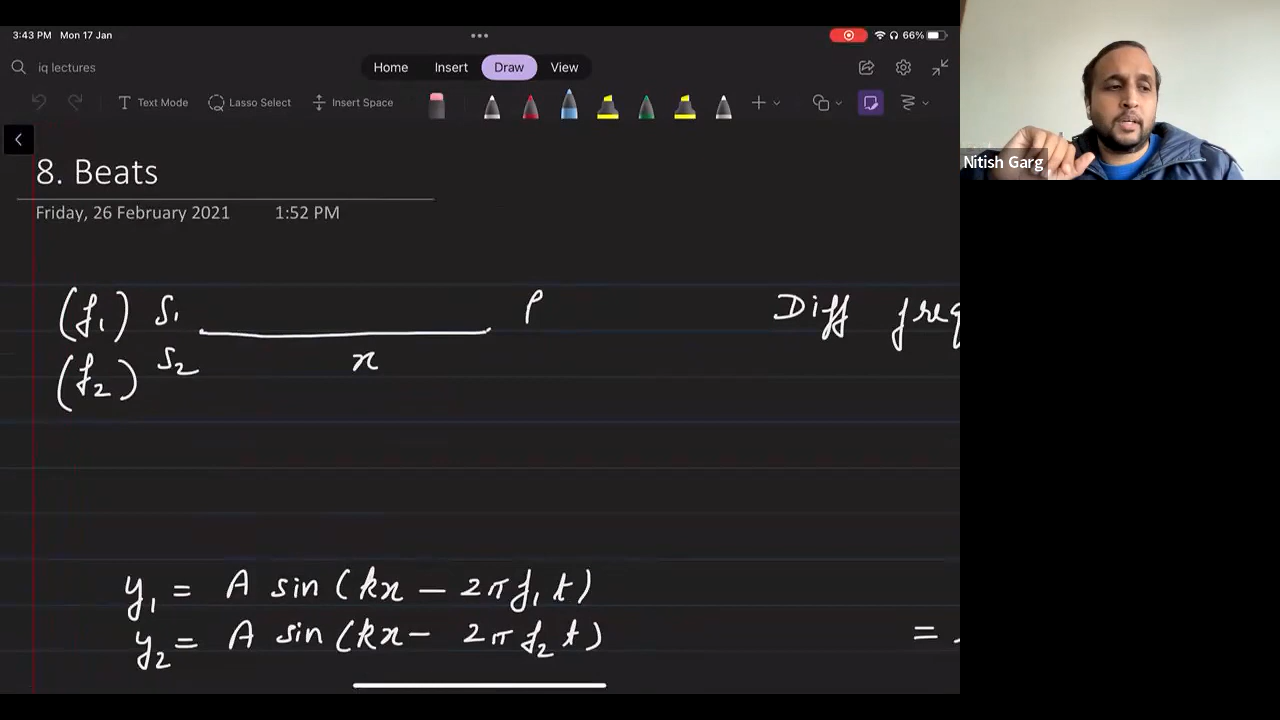 3:43 PM Mon 17 Jan
66%
iq lectures
Home Insert Draw View
Text Mode Lasso Select Insert Space
8. Beats
Friday, 26 February 2021 1:52 PM
(f₁) S₁ P Diff freq
(f₂) S₂ x
y₁ = A sin(kx − 2πf₁t)
y₂ = A sin(kx− 2πf₂t) =
Nitish Garg